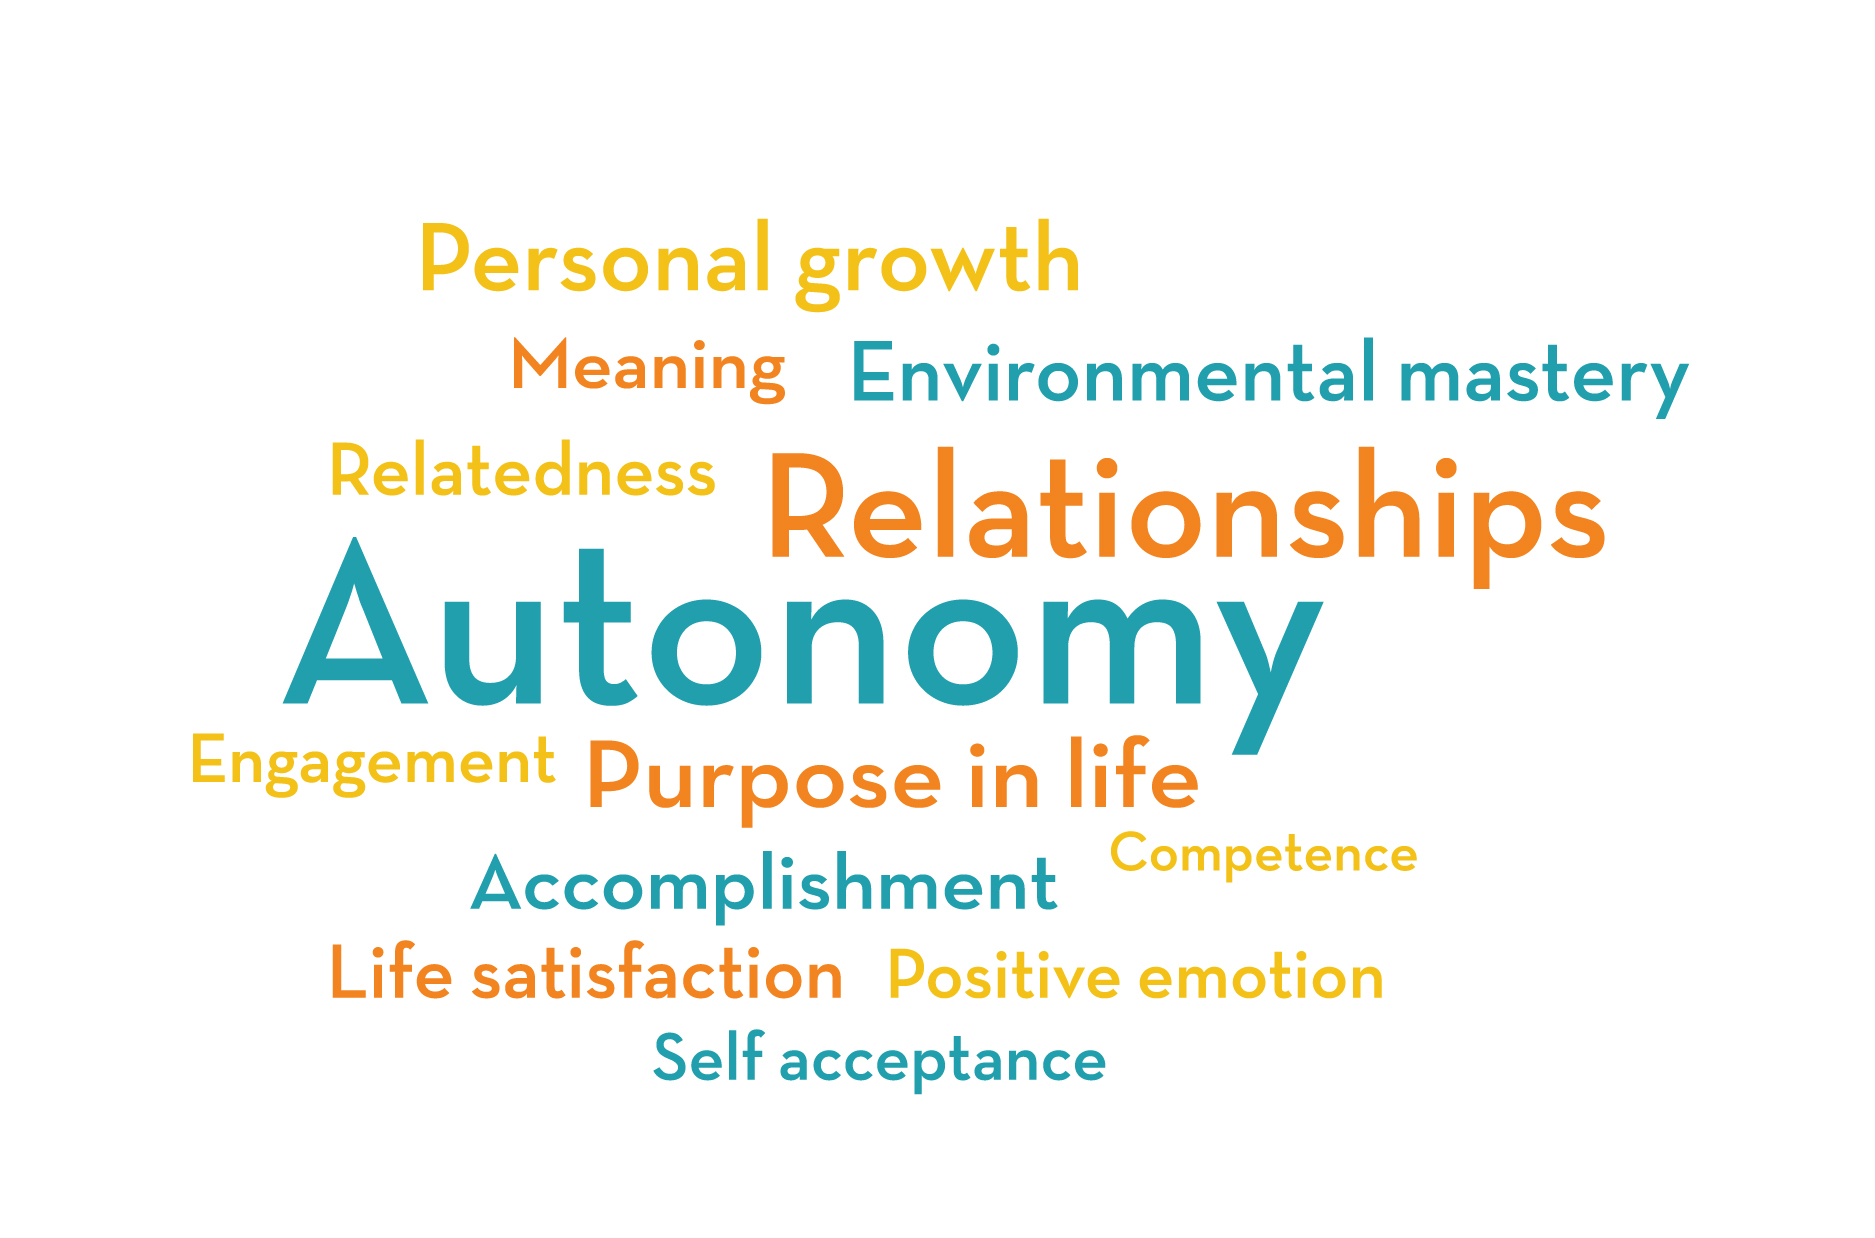 Personal growth
Meaning Environmental mastery
Relatedness Relationships
Autonomy
Engagement Purpose in life
Competence
Accomplishment
Life satisfaction Positive emotion
Self acceptance